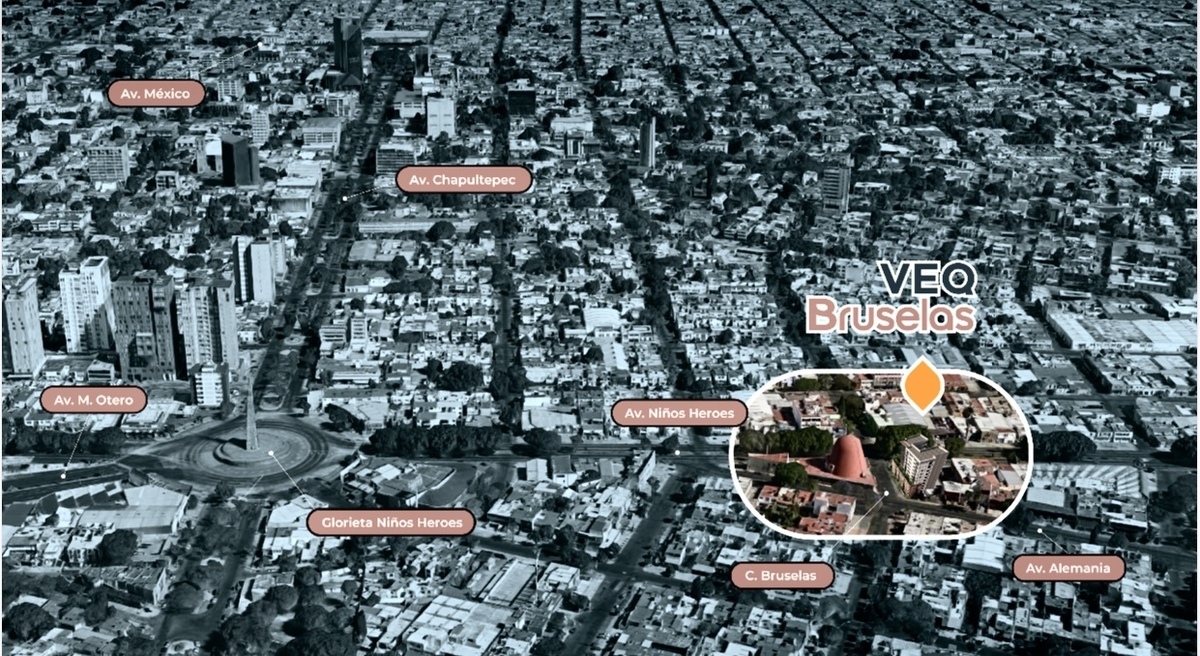 Av. México
Av. Chapultepec
VEQ
Bruselas
Av. M. Otero
Av. Niños Heroes
Glorieta Niños Heroes
C. Bruselas
Av. Alemania